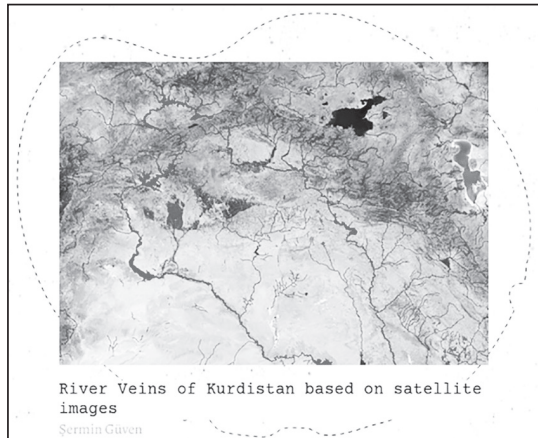 River Veins of Kurdistan based on satellite
images
Şermin Güven